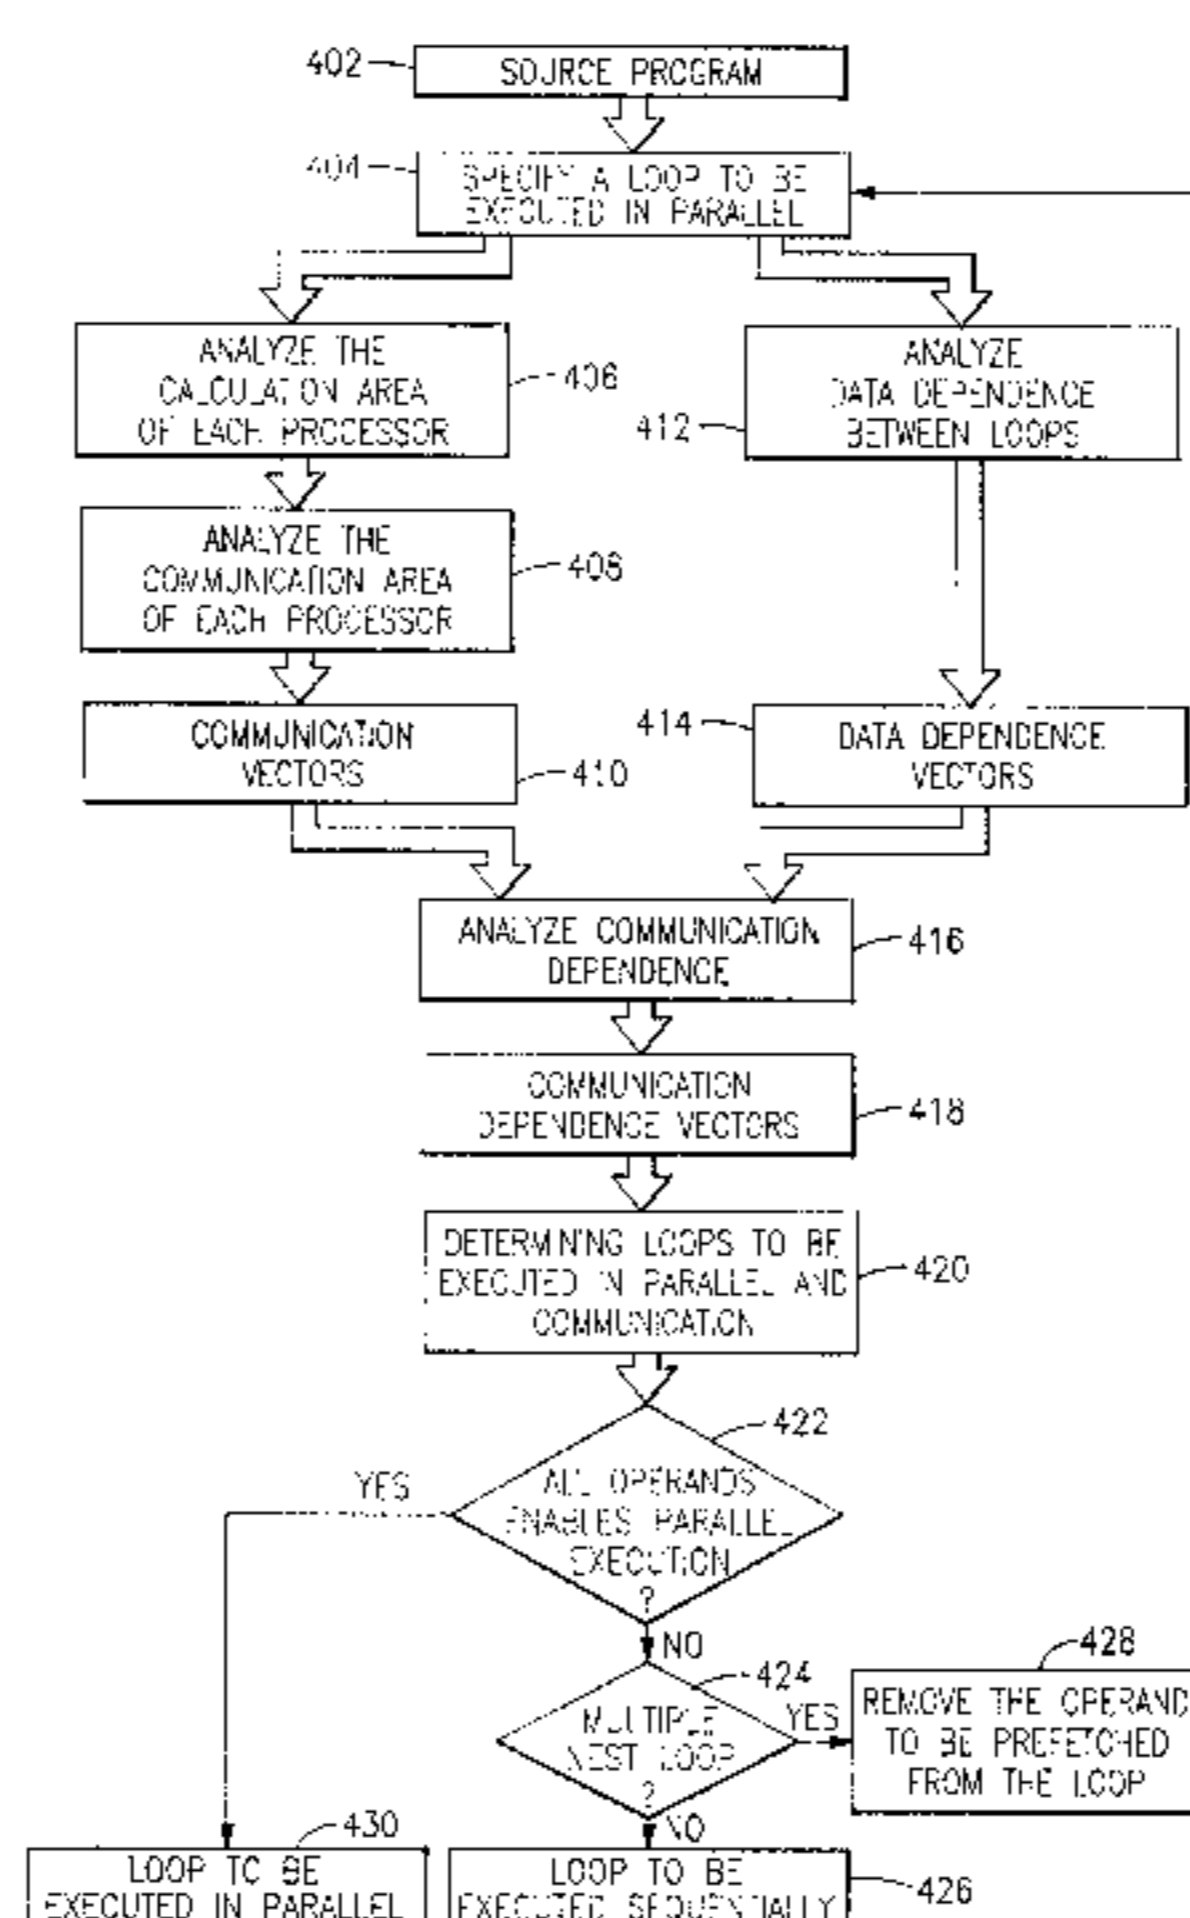 402
SOURCE PROGRAM
404
SPECIFY A LOOP TO BE
EXECUTED IN PARALLEL
ANALYZE THE
CALCULATION AREA
OF EACH PROCESSOR
406
ANALYZE
DATA DEPENDENCE
BETWEEN LOOPS
412
ANALYZE THE
COMMUNICATION AREA
OF EACH PROCESSOR
408
COMMUNICATION
VECTORS
410
414
DATA DEPENDENCE
VECTORS
ANALYZE COMMUNICATION
DEPENDENCE
416
COMMUNICATION
DEPENDENCE VECTORS
418
DETERMINING LOOPS TO BE
EXECUTED IN PARALLEL AND
COMMUNICATION
420
422
YES
ALL OPERANDS
ENABLES PARALLEL
EXECUTION
?
NO
424
MULTIPLE
NEST LOOP
?
YES
428
REMOVE THE OPERAND
TO BE PREFETCHED
FROM THE LOOP
NO
430
LOOP TO BE
EXECUTED IN PARALLEL
LOOP TO BE
EXECUTED SEQUENTIALLY
426